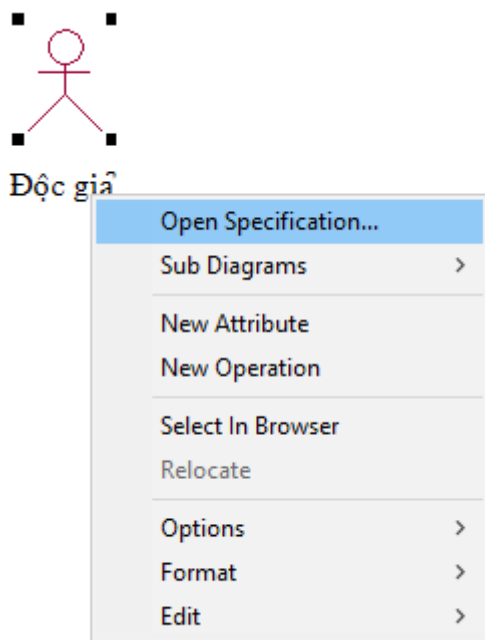 Độc giả
Open Specification...
Sub Diagrams
New Attribute
New Operation
Select In Browser
Relocate
Options
Format
Edit